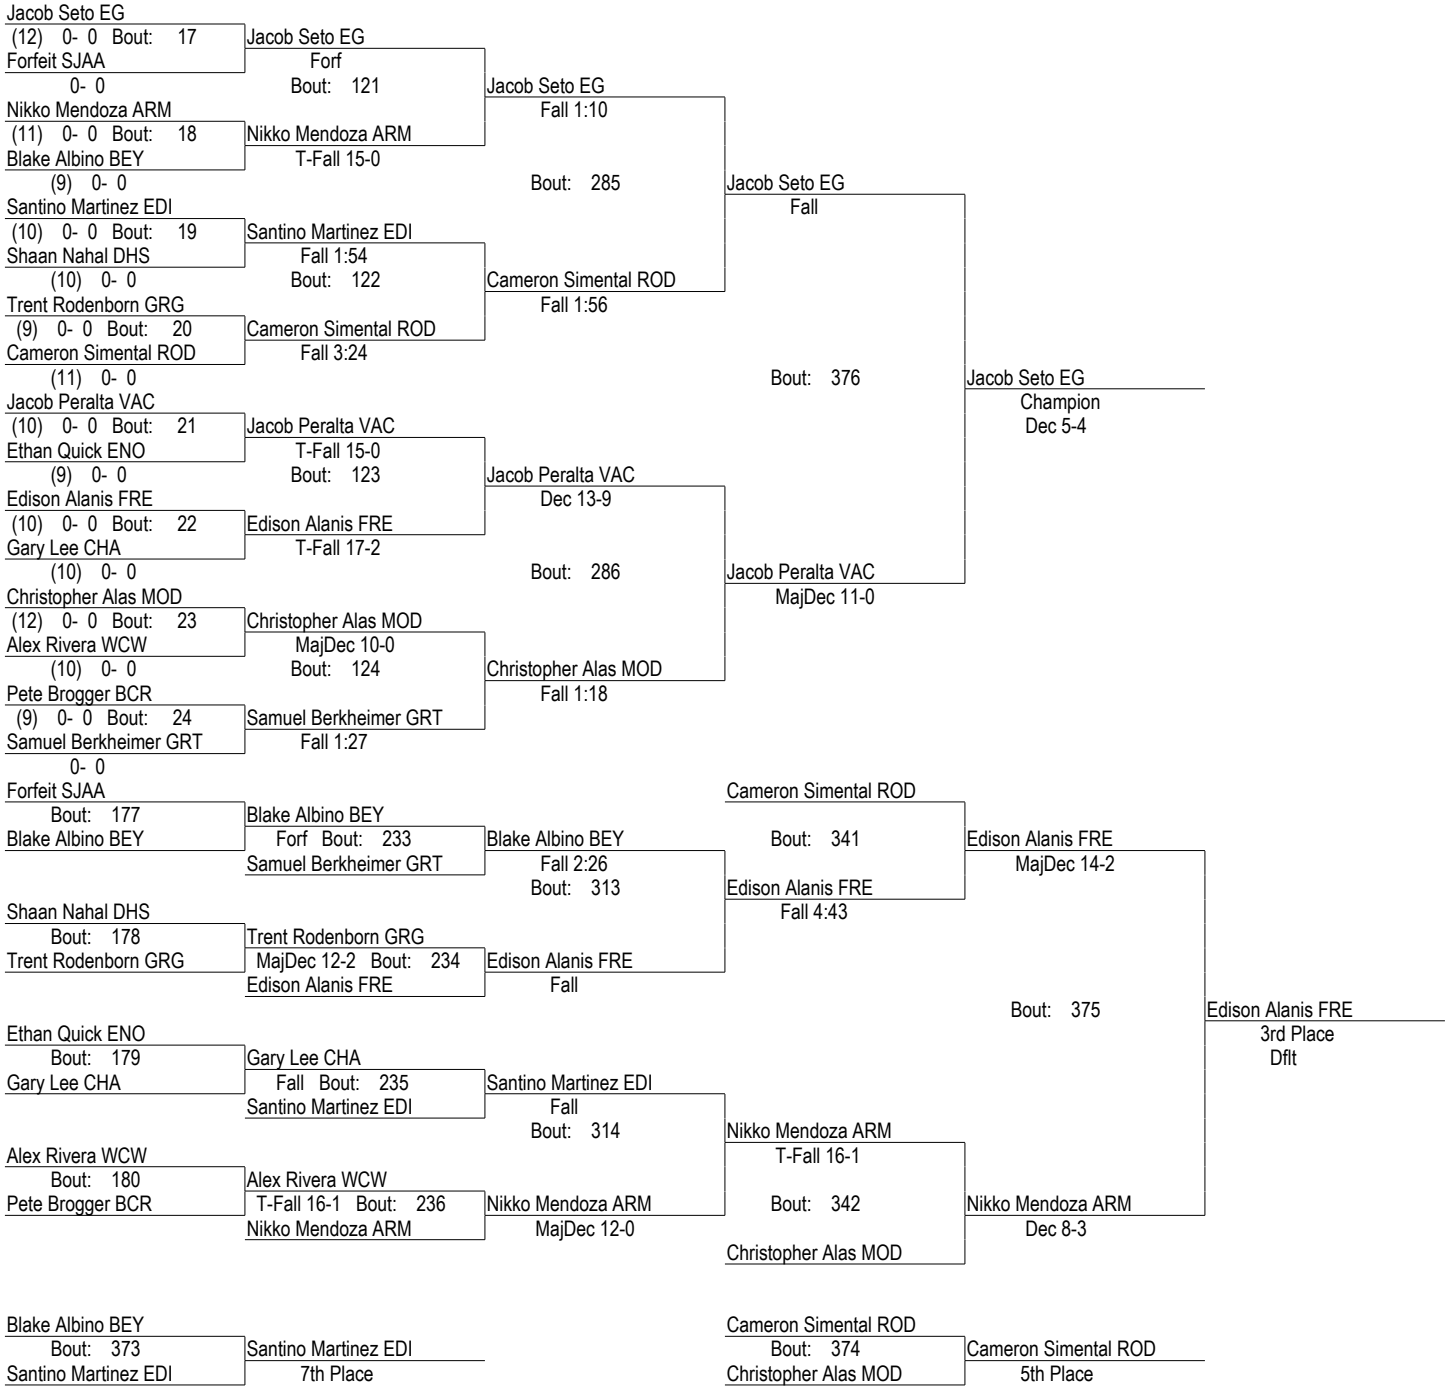 Jacob Seto EG
(12) 0- 0 Bout: 17 Jacob Seto EG
Forfeit SJAA Forf
0- 0 Bout: 121 Jacob Seto EG
Nikko Mendoza ARM Fall 1:10
(11) 0- 0 Bout: 18 Nikko Mendoza ARM
Blake Albino BEY T-Fall 15-0
(9) 0- 0 Bout: 285 Jacob Seto EG
Santino Martinez EDI Fall
(10) 0- 0 Bout: 19 Santino Martinez EDI
Shaan Nahal DHS Fall 1:54
(10) 0- 0 Bout: 122 Cameron Simental ROD
Trent Rodenborn GRG Fall 1:56
(9) 0- 0 Bout: 20 Cameron Simental ROD
Cameron Simental ROD Fall 3:24
(11) 0- 0 Bout: 376 Jacob Seto EG
Jacob Peralta VAC Champion
(10) 0- 0 Bout: 21 Jacob Peralta VAC Dec 5-4
Ethan Quick ENO T-Fall 15-0
(9) 0- 0 Bout: 123 Jacob Peralta VAC
Edison Alanis FRE Dec 13-9
(10) 0- 0 Bout: 22 Edison Alanis FRE
Gary Lee CHA T-Fall 17-2
(10) 0- 0 Bout: 286 Jacob Peralta VAC
Christopher Alas MOD MajDec 11-0
(12) 0- 0 Bout: 23 Christopher Alas MOD
Alex Rivera WCW MajDec 10-0
(10) 0- 0 Bout: 124 Christopher Alas MOD
Pete Brogger BCR Fall 1:18
(9) 0- 0 Bout: 24 Samuel Berkheimer GRT
Samuel Berkheimer GRT Fall 1:27
0- 0
Forfeit SJAA Cameron Simental ROD
Bout: 177 Blake Albino BEY
Blake Albino BEY Forf Bout: 233 Blake Albino BEY Bout: 341 Edison Alanis FRE
Samuel Berkheimer GRT Fall 2:26 MajDec 14-2
Bout: 313 Edison Alanis FRE
Shaan Nahal DHS Fall 4:43
Bout: 178 Trent Rodenborn GRG
Trent Rodenborn GRG MajDec 12-2 Bout: 234 Edison Alanis FRE
Edison Alanis FRE Fall
Bout: 375 Edison Alanis FRE
Ethan Quick ENO 3rd Place
Bout: 179 Gary Lee CHA Dflt
Gary Lee CHA Fall Bout: 235 Santino Martinez EDI
Santino Martinez EDI Fall
Bout: 314 Nikko Mendoza ARM
Alex Rivera WCW T-Fall 16-1
Bout: 180 Alex Rivera WCW
Pete Brogger BCR T-Fall 16-1 Bout: 236 Nikko Mendoza ARM Bout: 342 Nikko Mendoza ARM
Nikko Mendoza ARM MajDec 12-0 Dec 8-3
Christopher Alas MOD
Blake Albino BEY Cameron Simental ROD
Bout: 373 Santino Martinez EDI Bout: 374 Cameron Simental ROD
Santino Martinez EDI 7th Place Christopher Alas MOD 5th Place